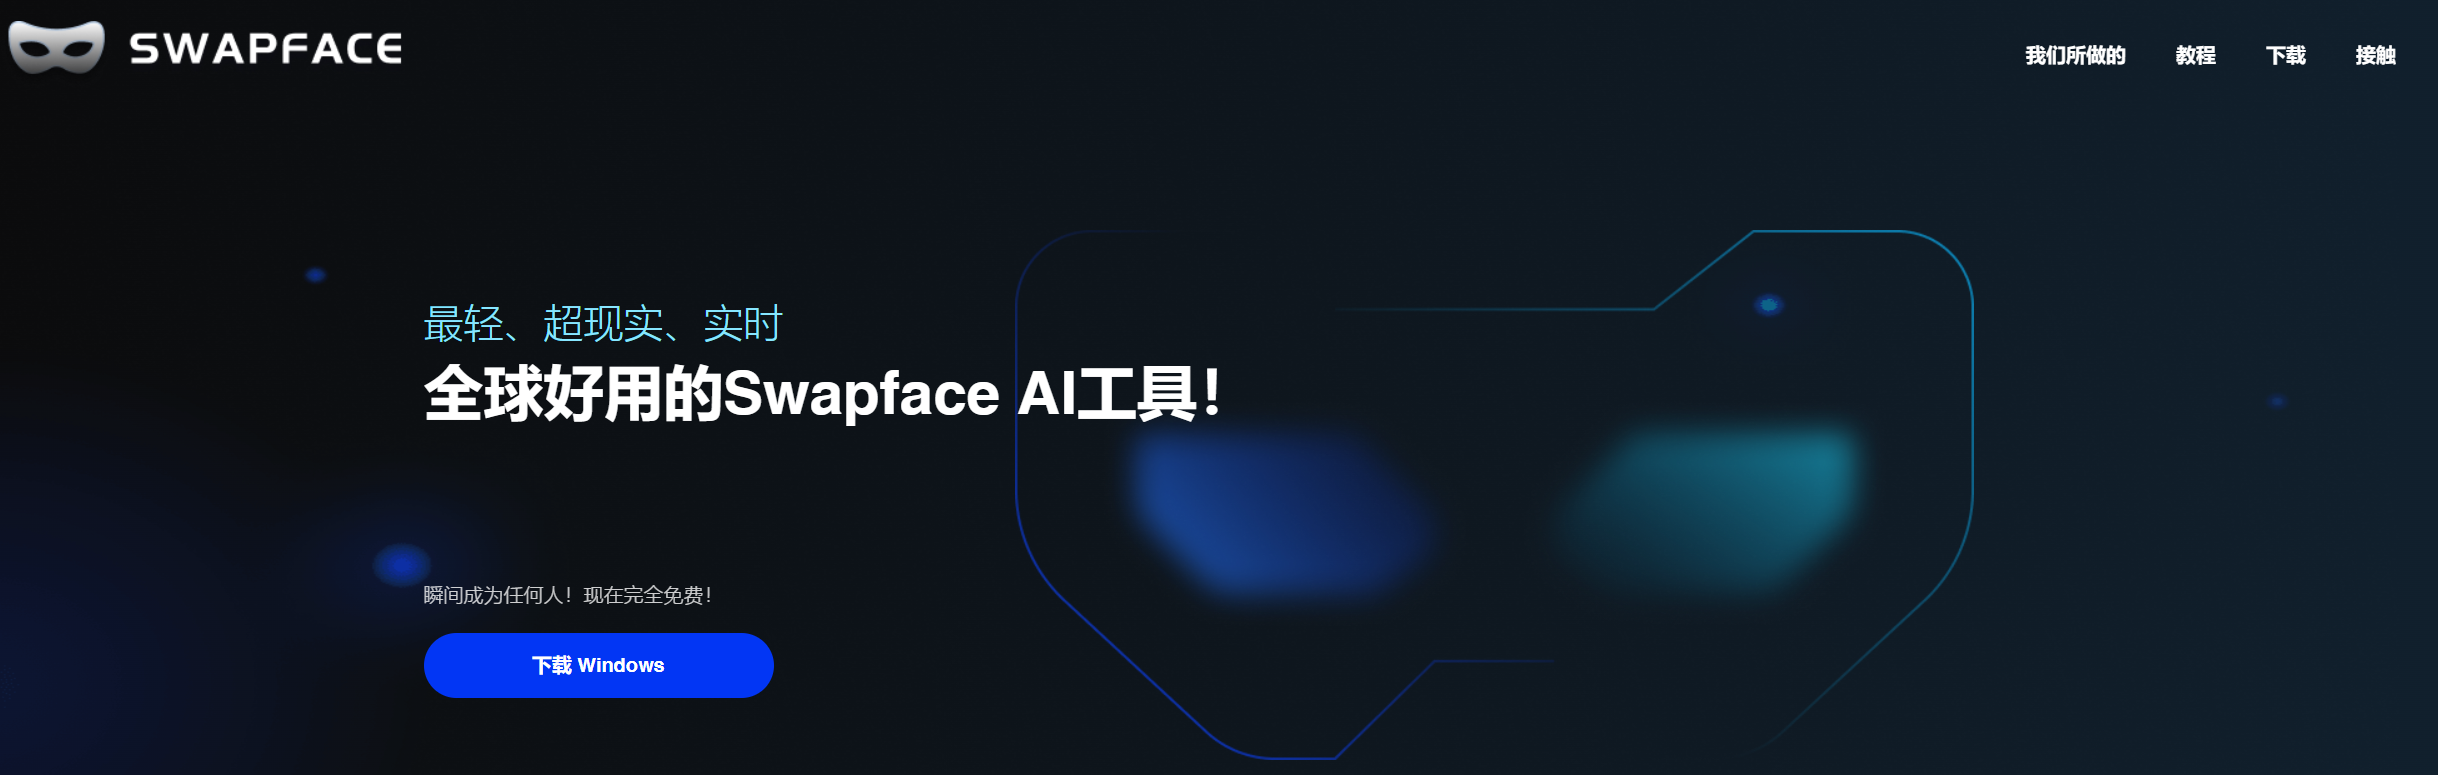 SWAPFACE
我们所做的 教程 下载 接触
最轻、超现实、实时
全球好用的Swapface AI工具！
瞬间成为任何人！现在完全免费！
下载 Windows